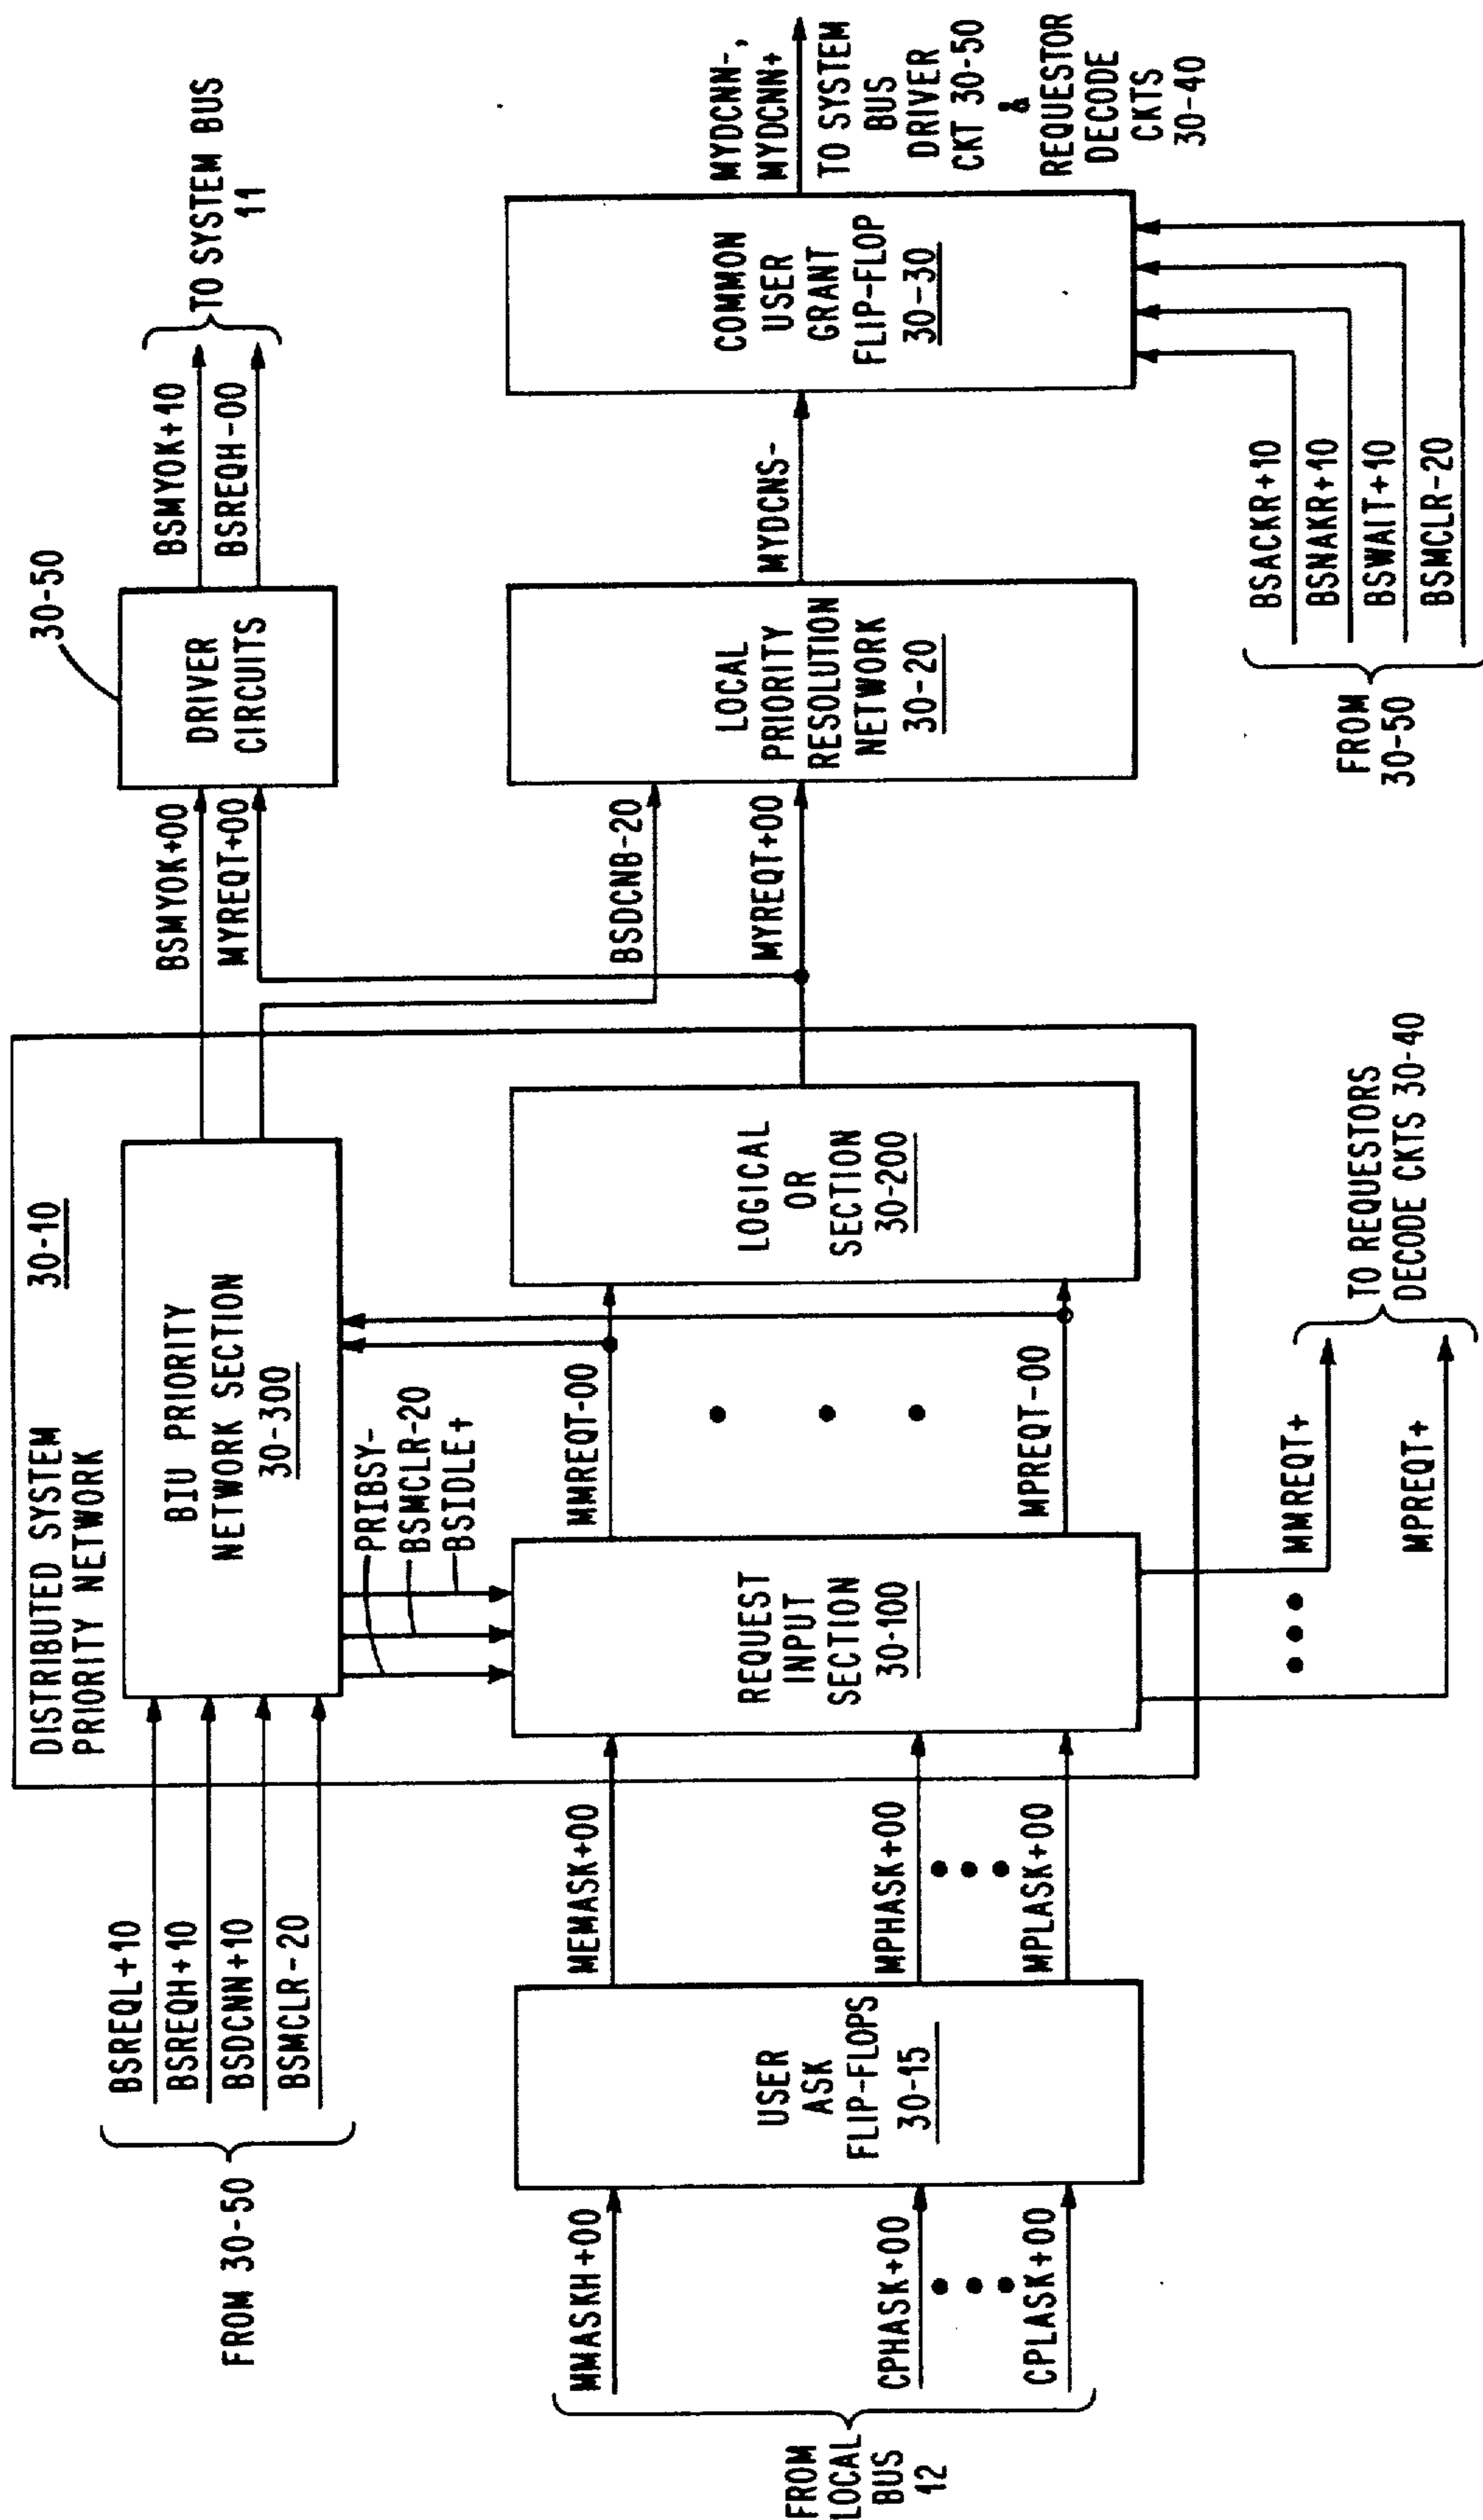 30-50
DRIVER
CIRCUITS
BSMYOK+10
BSREQH-00
TO SYSTEM BUS
11
BSMYOK+00
MYREQT+00
DISTRIBUTED SYSTEM
PRIORITY NETWORK
30-10
BIU PRIORITY
NETWORK SECTION
30-300
FROM 30-50
BSREQL+10
BSREQH+10
BSDCNN+10
BSMCLR-20
PRIBSY-
BSMCLR-20
BSIDLE+
BSDCNB-20
MYREQT+00
LOCAL
PRIORITY
RESOLUTION
NETWORK
30-20
MYDCNS-
COMMON
USER
GRANT
FLIP-FLOP
30-30
MYDCNN-,
MYDCNN+
TO SYSTEM
BUS
DRIVER
CKT 30-50
&
REQUESTOR
DECODE
CKTS
30-40
FROM
LOCAL
BUS
12
MMASKH+00
CPHASK+00
CPLASK+00
USER
ASK
FLIP-FLOPS
30-15
MEMASK+00
MPHASK+00
MPLASK+00
REQUEST
INPUT
SECTION
30-100
MMREQT-00
MPREQT-00
LOGICAL
OR
SECTION
30-200
MMREQT+
MPREQT+
TO REQUESTORS
DECODE CKTS 30-40
FROM
30-50
BSACKR+10
BSNAKR+10
BSWAIT+10
BSMCLR-20